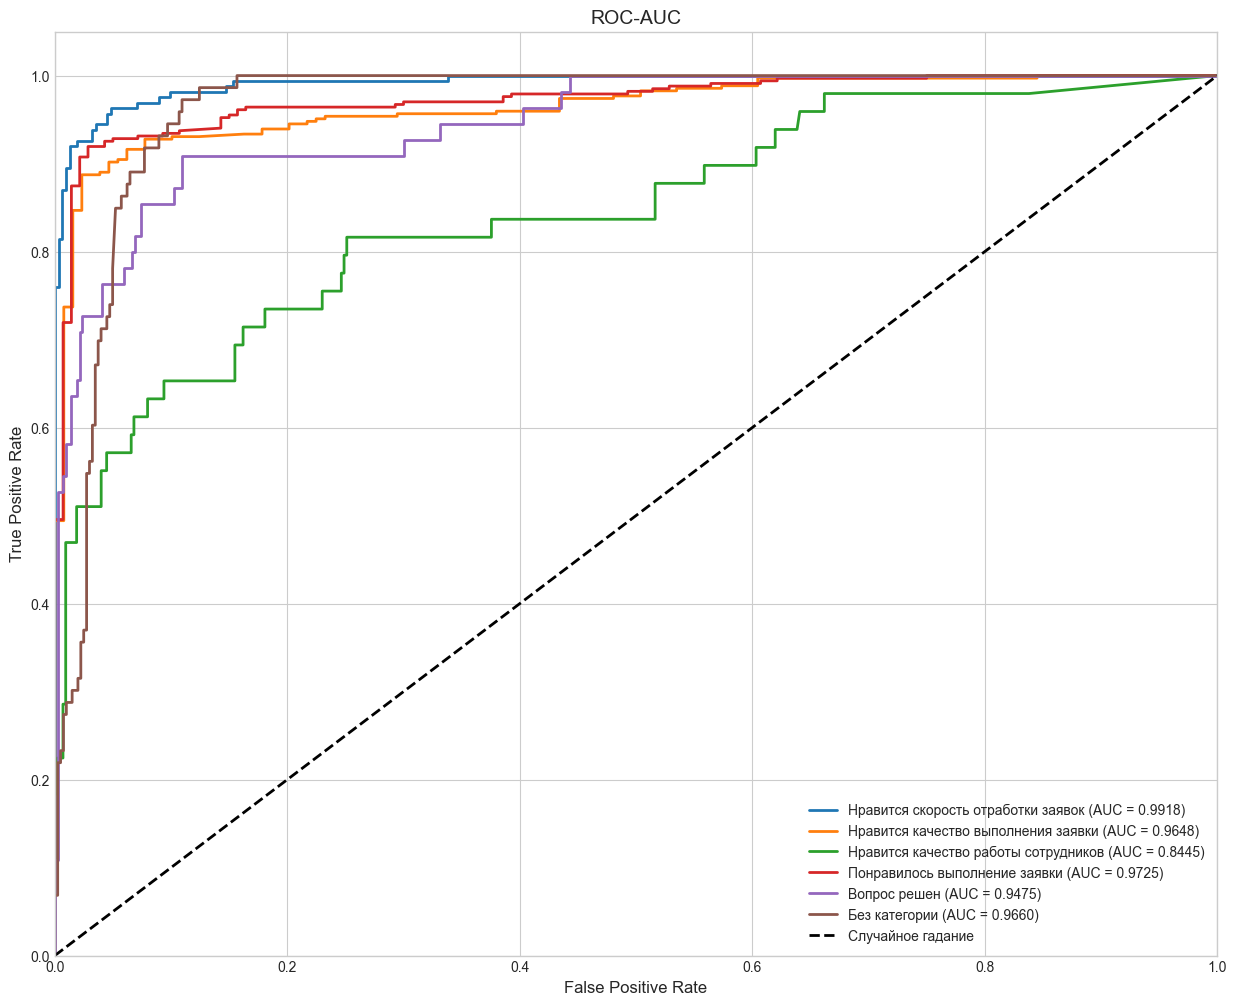 ROC-AUC
True Positive Rate
1.0
0.8
0.6
0.4
0.2
0.0
Нравится скорость отработки заявок (AUC = 0.9918)
Нравится качество выполнения заявки (AUC = 0.9648)
Нравится качество работы сотрудников (AUC = 0.8445)
Понравилось выполнение заявки (AUC = 0.9725)
Вопрос решен (AUC = 0.9475)
Без категории (AUC = 0.9660)
Случайное гадание
0.0 0.2 0.4 0.6 0.8 1.0
False Positive Rate